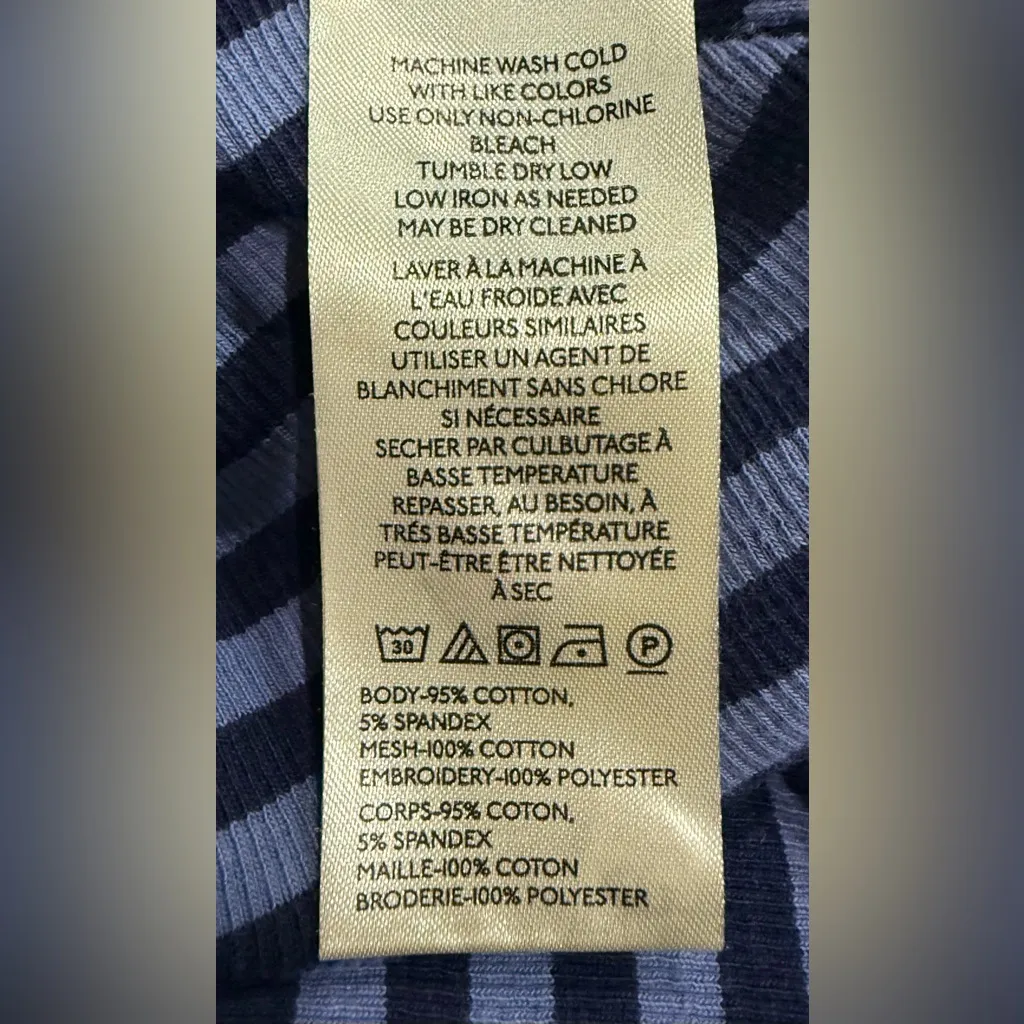 MACHINE WASH COLD
WITH LIKE COLORS
USE ONLY NON-CHLORINE
BLEACH
TUMBLE DRY LOW
LOW IRON AS NEEDED
MAY BE DRY CLEANED
LAVER À LA MACHINE À
L'EAU FROIDE AVEC
COULEURS SIMILAIRES
UTILISER UN AGENT DE
BLANCHIMENT SANS CHLORE
SI NÉCESSAIRE
SECHER PAR CULBUTAGE À
BASSE TEMPERATURE
REPASSER, AU BESOIN, À
TRÉS BASSE TEMPÉRATURE
PEUT-ÊTRE ÊTRE NETTOYÉE
À SEC
30 P
BODY-95% COTTON,
5% SPANDEX
MESH-100% COTTON
EMBROIDERY-100% POLYESTER
CORPS-95% COTON,
5% SPANDEX
MAILLE-100% COTON
BRODERIE-100% POLYESTER